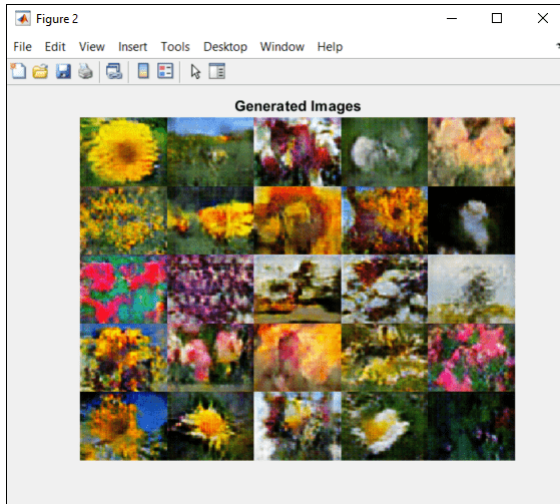 Figure 2
File Edit View Insert Tools Desktop Window Help
Generated Images